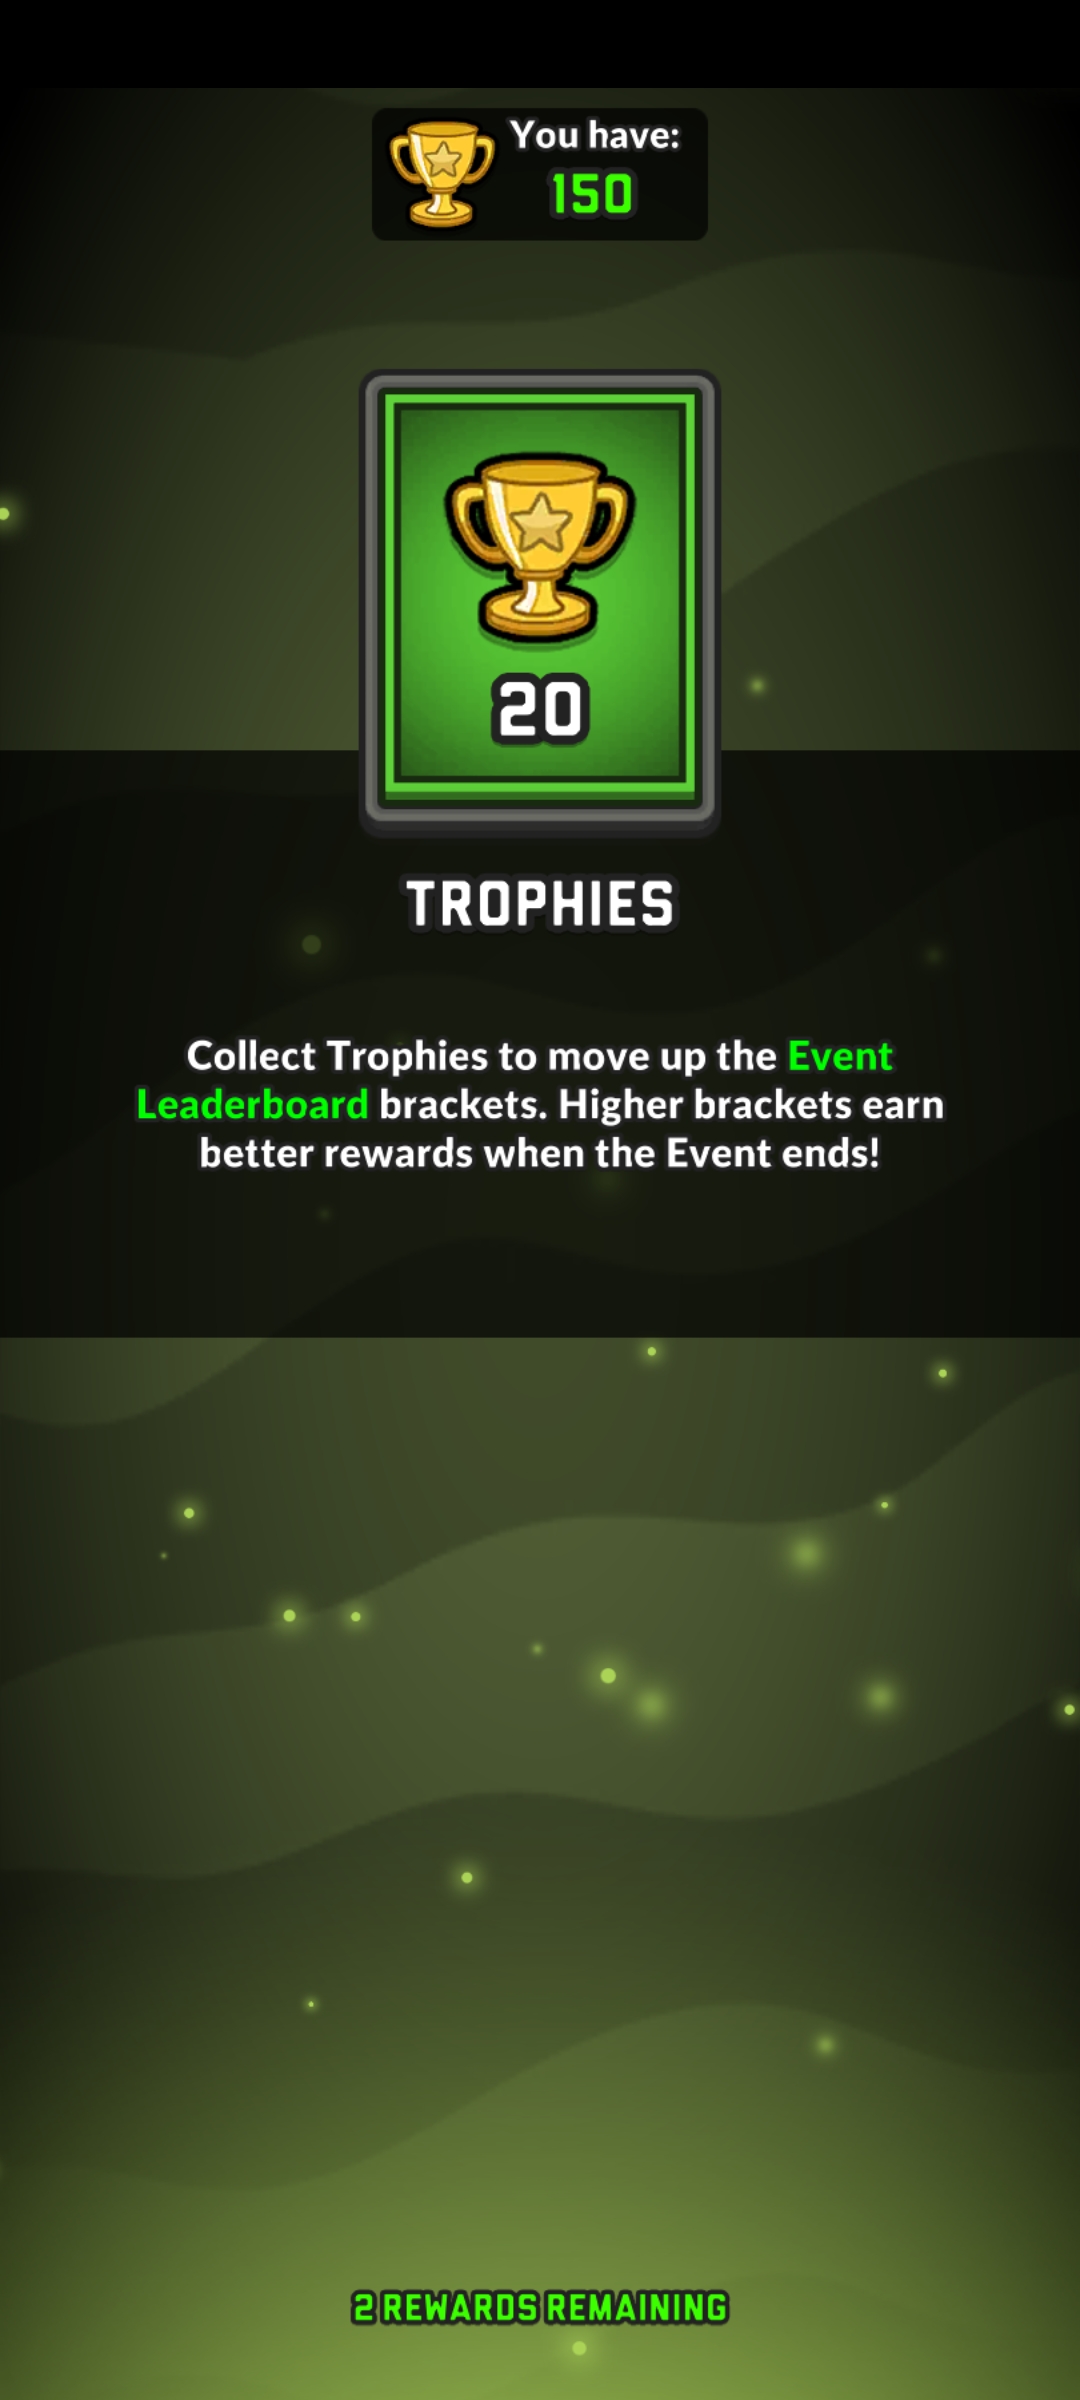 You have:
150
20
TROPHIES
Collect Trophies to move up the Event
Leaderboard brackets. Higher brackets earn
better rewards when the Event ends!
2 REWARDS REMAINING